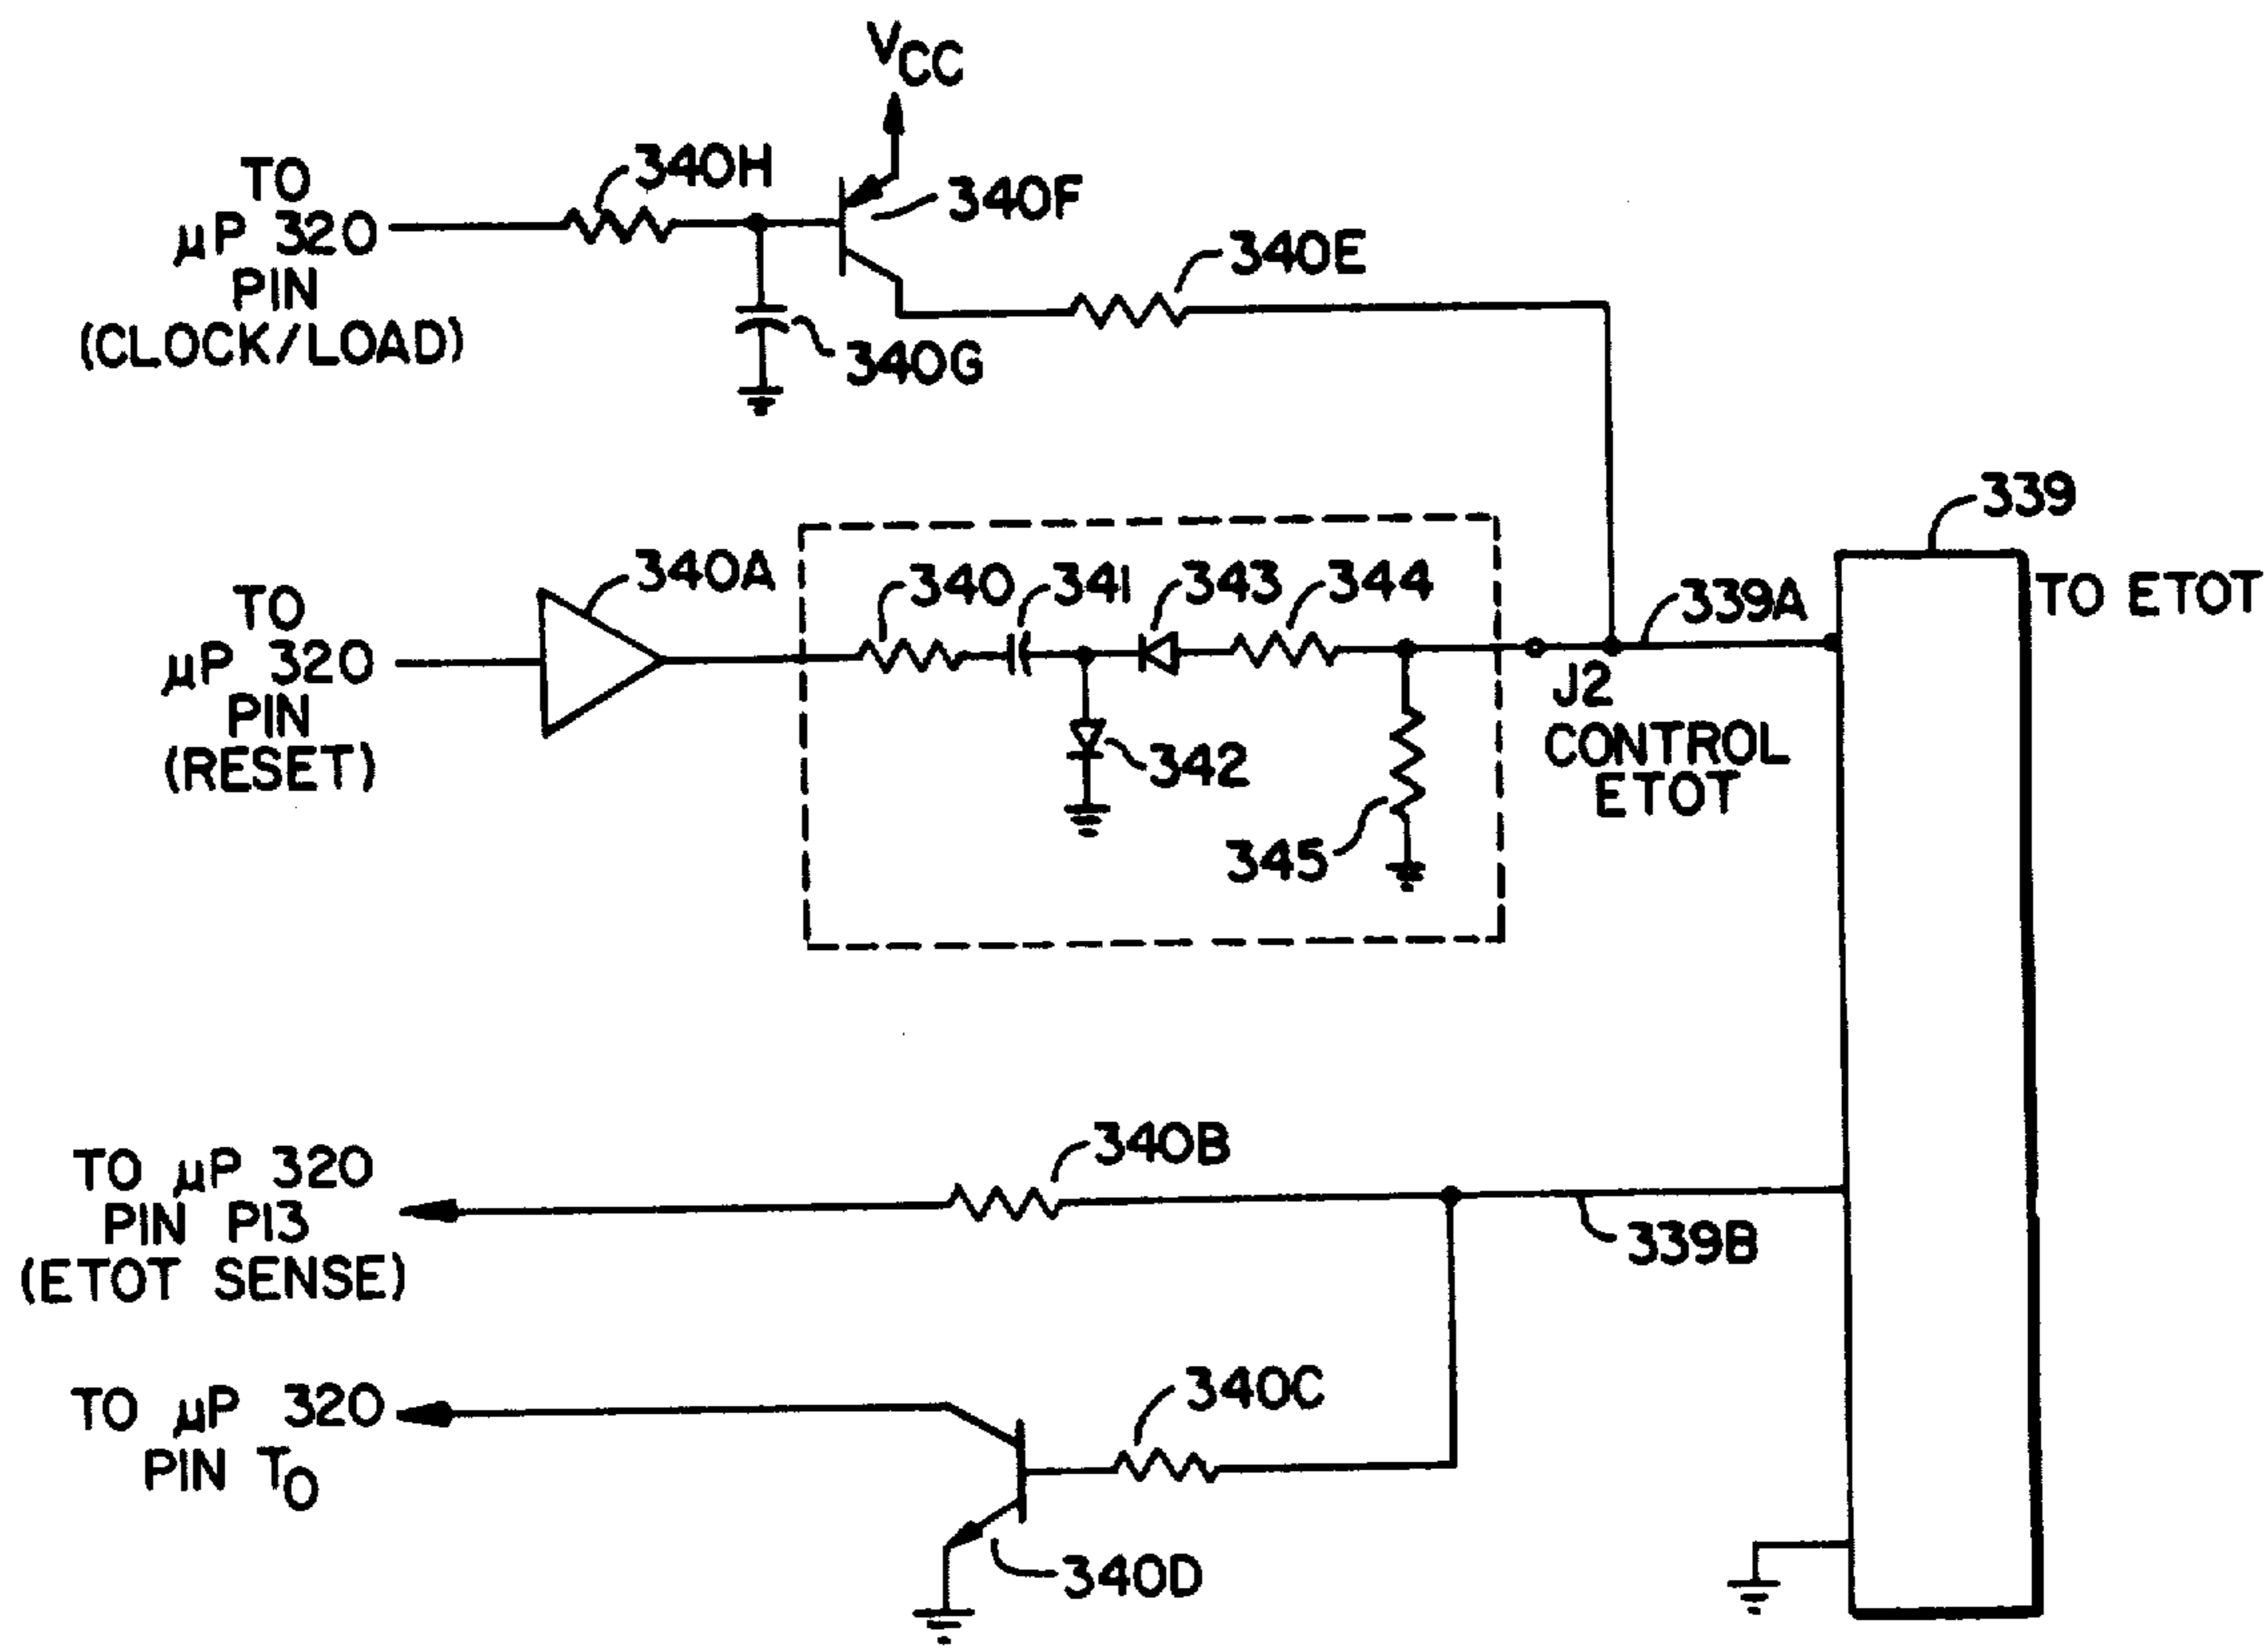 VCC
TO
µP 320
PIN
(CLOCK/LOAD)
340H
340F
340E
340G
339
TO ETOT
TO
µP 320
PIN
(RESET)
340A
340
341
343
344
339A
342
345
J2
CONTROL
ETOT
TO µP 320
PIN P13
(ETOT SENSE)
340B
339B
TO µP 320
PIN TO
340C
340D